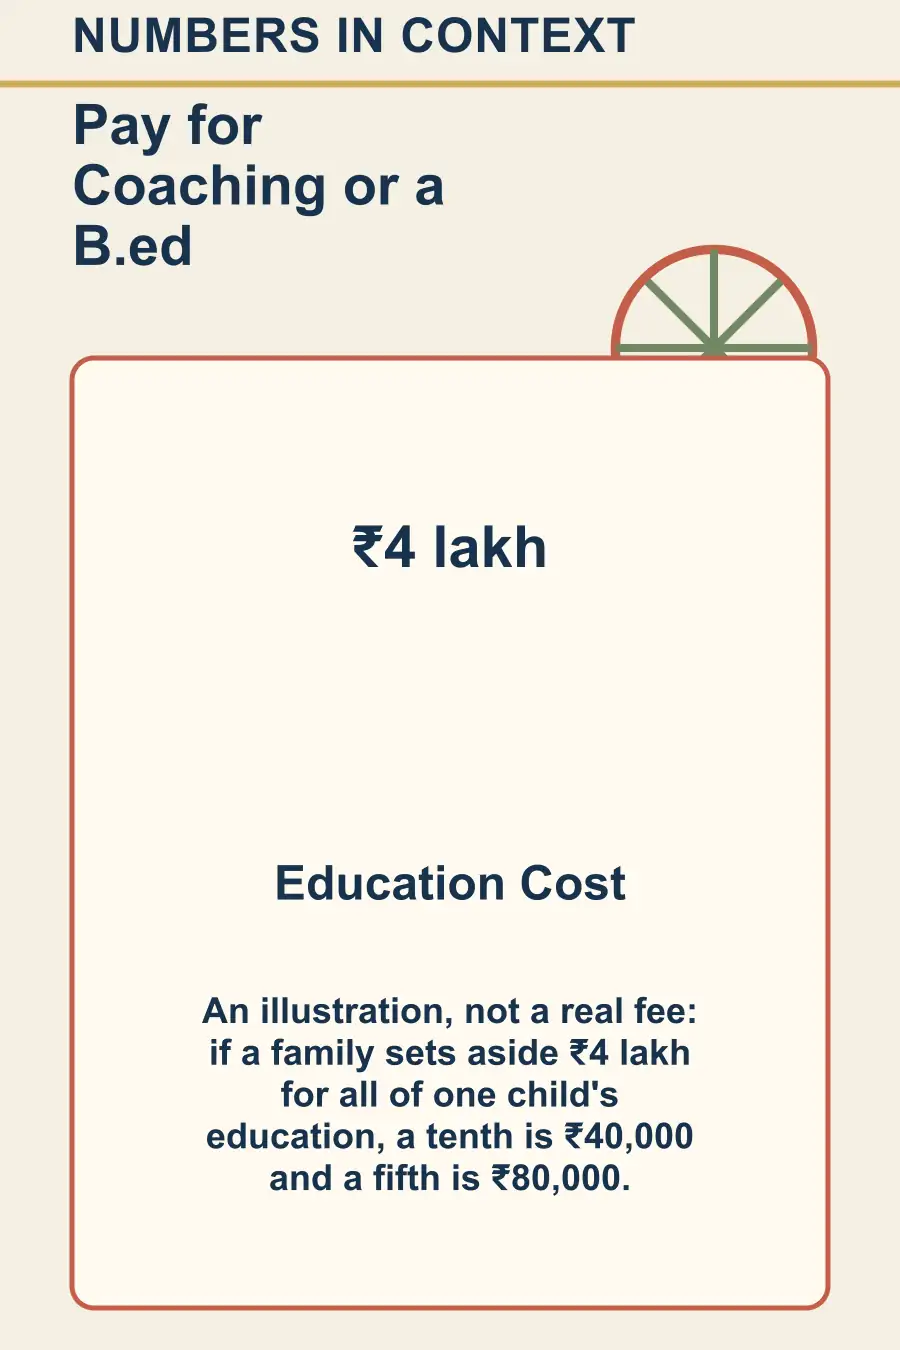 NUMBERS IN CONTEXT
Pay for
Coaching or a
B.ed
₹4 lakh
Education Cost
An illustration, not a real fee:
if a family sets aside ₹4 lakh
for all of one child's
education, a tenth is ₹40,000
and a fifth is ₹80,000.